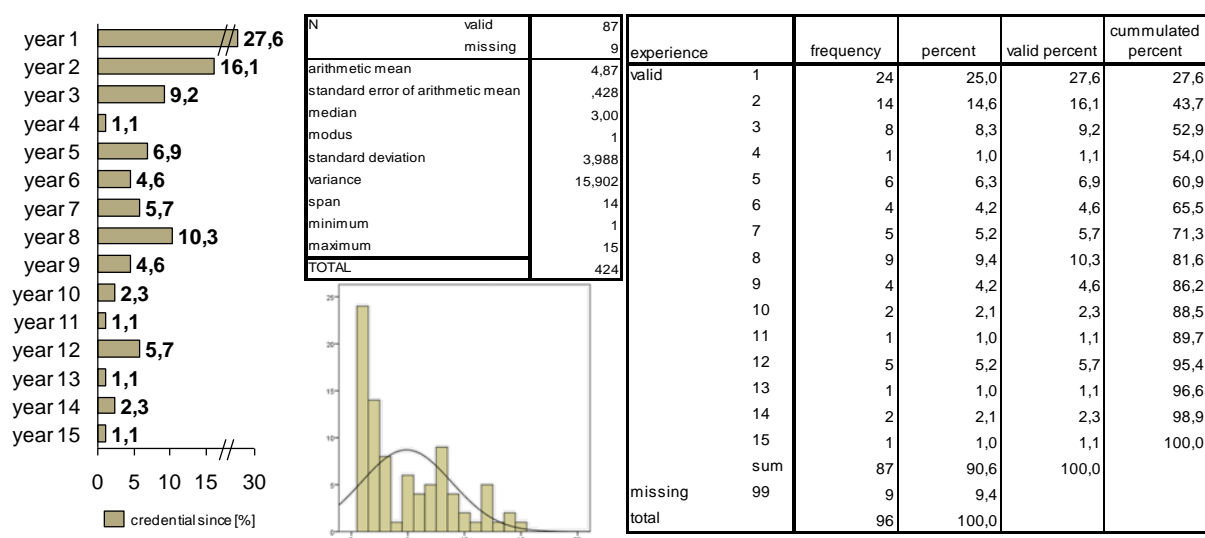 year 1 27,6
year 2 16,1
year 3 9,2
year 4 1,1
year 5 6,9
year 6 4,6
year 7 5,7
year 8 10,3
year 9 4,6
year 10 2,3
year 11 1,1
year 12 5,7
year 13 1,1
year 14 2,3
year 15 1,1
0 5 10 15 30
credential since [%]
N valid 87
missing 9
arithmetic mean 4,87
standard error of arithmetic mean ,428
median 3,00
modus 1
standard deviation 3,988
variance 15,902
span 14
minimum 1
maximum 15
TOTAL 424
25
20
15
10
5
experience frequency percent valid percent cummulated percent
valid 1 24 25,0 27,6 27,6
2 14 14,6 16,1 43,7
3 8 8,3 9,2 52,9
4 1 1,0 1,1 54,0
5 6 6,3 6,9 60,9
6 4 4,2 4,6 65,5
7 5 5,2 5,7 71,3
8 9 9,4 10,3 81,6
9 4 4,2 4,6 86,2
10 2 2,1 2,3 88,5
11 1 1,0 1,1 89,7
12 5 5,2 5,7 95,4
13 1 1,0 1,1 96,6
14 2 2,1 2,3 98,9
15 1 1,0 1,1 100,0
sum 87 90,6 100,0
missing 99 9 9,4
total 96 100,0